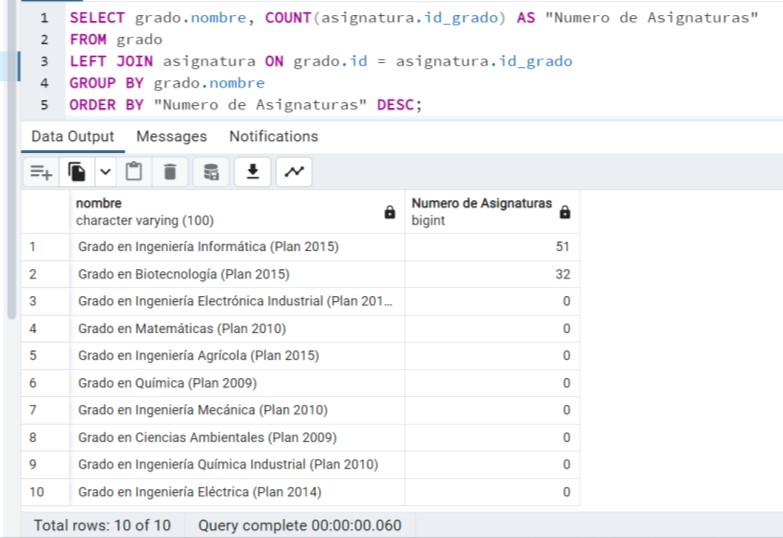 1 SELECT grado.nombre, COUNT(asignatura.id_grado) AS "Numero de Asignaturas"
2 FROM grado
3 LEFT JOIN asignatura ON grado.id = asignatura.id_grado
4 GROUP BY grado.nombre
5 ORDER BY "Numero de Asignaturas" DESC;
Data Output Messages Notifications
nombre Numero de Asignaturas
character varying (100) bigint
1 Grado en Ingeniería Informática (Plan 2015) 51
2 Grado en Biotecnología (Plan 2015) 32
3 Grado en Ingeniería Electrónica Industrial (Plan 201... 0
4 Grado en Matemáticas (Plan 2010) 0
5 Grado en Ingeniería Agrícola (Plan 2015) 0
6 Grado en Química (Plan 2009) 0
7 Grado en Ingeniería Mecánica (Plan 2010) 0
8 Grado en Ciencias Ambientales (Plan 2009) 0
9 Grado en Ingeniería Química Industrial (Plan 2010) 0
10 Grado en Ingeniería Eléctrica (Plan 2014) 0
Total rows: 10 of 10 Query complete 00:00:00.060